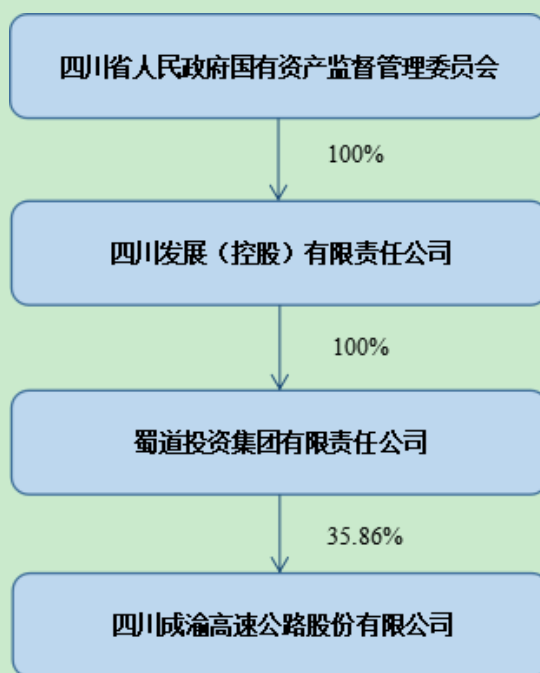 四川省人民政府国有资产监督管理委员会
100%
四川发展（控股）有限责任公司
100%
蜀道投资集团有限责任公司
35.86%
四川成渝高速公路股份有限公司